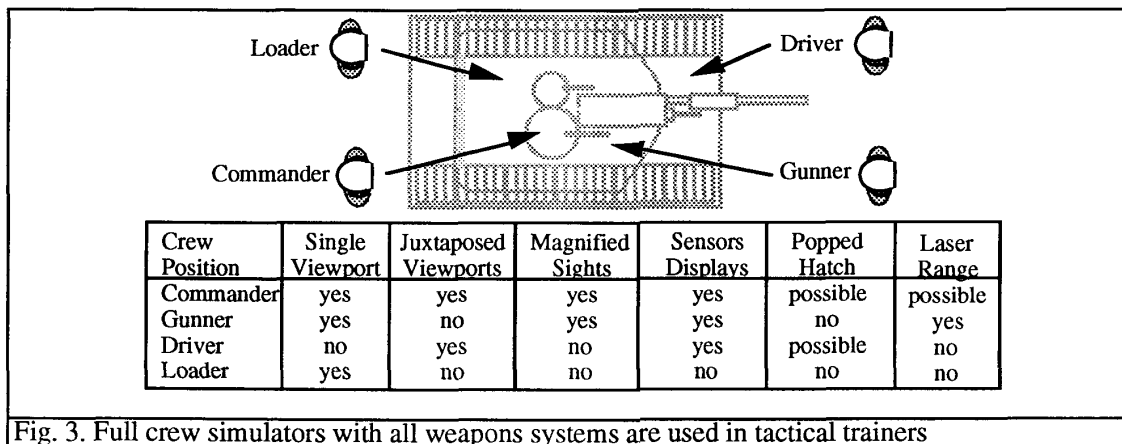 Loader
Driver
Commander
Gunner
Crew Position Single Viewport Juxtaposed Viewports Magnified Sights Sensors Displays Popped Hatch Laser Range
Commander yes yes yes yes possible possible
Gunner yes no yes yes no yes
Driver no yes no yes possible no
Loader yes no no no no no
Fig. 3. Full crew simulators with all weapons systems are used in tactical trainers